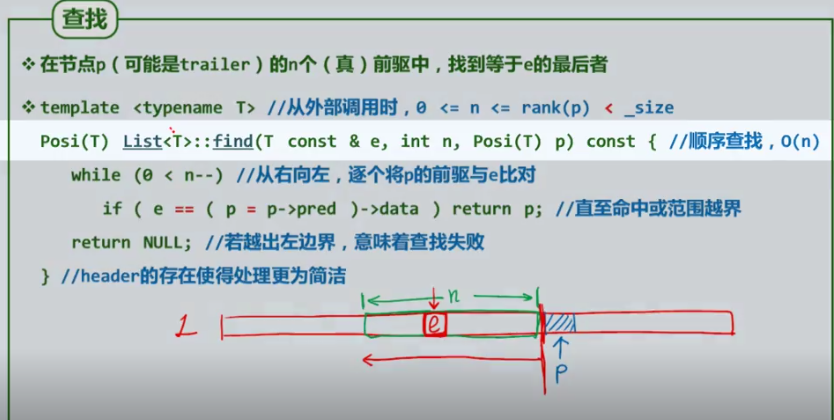 查找
❖ 在节点p（可能是trailer）的n个（真）前驱中，找到等于e的最后者
❖ template <typename T> //从外部调用时，0 <= n <= rank(p) < _size
Posi(T) List<T>::find(T const & e, int n, Posi(T) p) const { //顺序查找，O(n)
while (0 < n--) //从右向左，逐个将p的前驱与e比对
if ( e == ( p = p->pred )->data ) return p; //直至命中或范围越界
return NULL; //若越出左边界，意味着查找失败
} //header的存在使得处理更为简洁
n
1 e
P